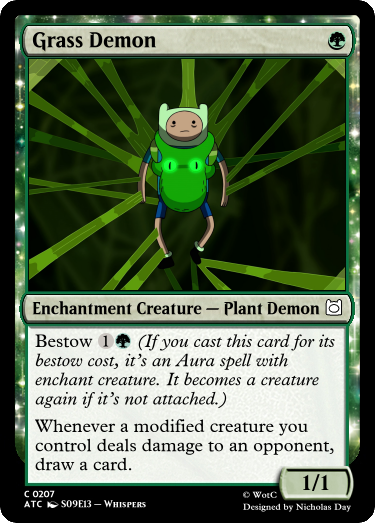 Grass Demon
Enchantment Creature — Plant Demon
Bestow 1 (If you cast this card for its
bestow cost, it's an Aura spell with
enchant creature. It becomes a creature
again if it's not attached.)
Whenever a modified creature you
control deals damage to an opponent,
draw a card.
1/1
C 0207
ATC S09E13 — Whispers
© WotC
Designed by Nicholas Day